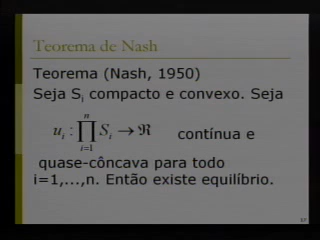 Teorema de Nash
Teorema (Nash, 1950)
Seja Sᵢ compacto e convexo. Seja
uᵢ : ∏ⁿᵢ₌₁ Sᵢ → ℜ contínua e
quase-côncava para todo
i=1,...,n. Então existe equilíbrio.